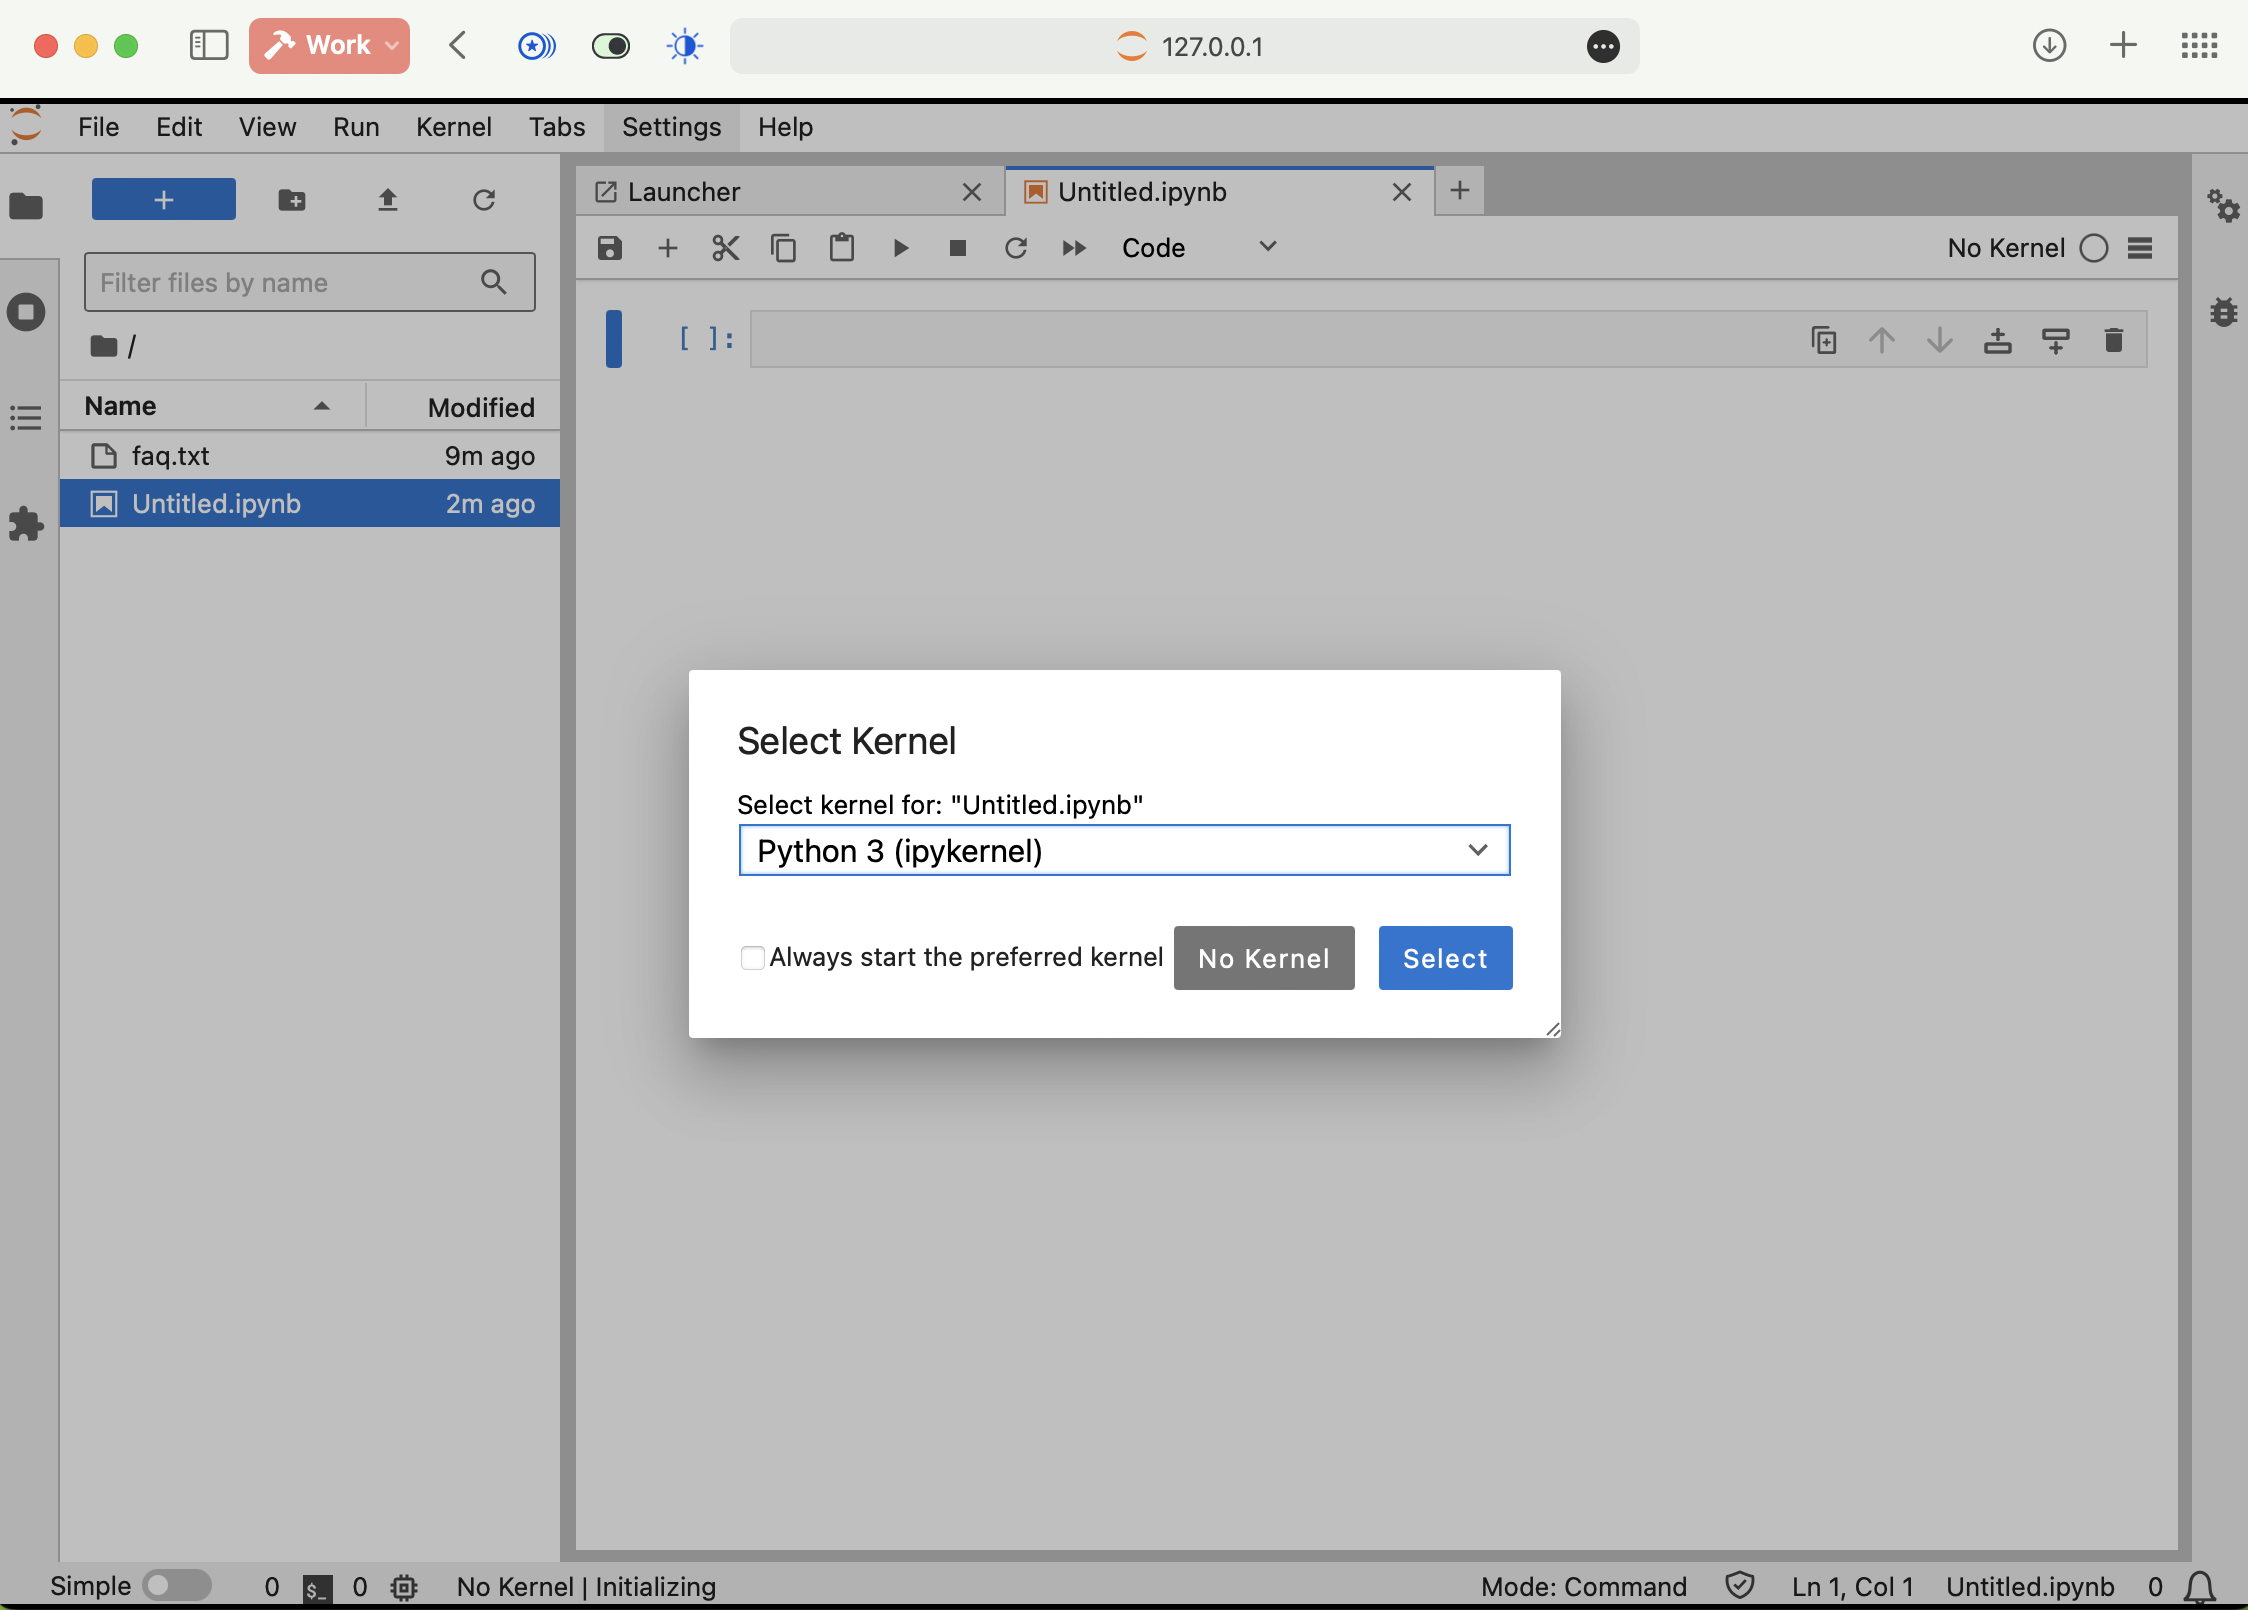 Work
127.0.0.1
File Edit View Run Kernel Tabs Settings Help
Launcher
Untitled.ipynb
Code
No Kernel
Filter files by name
/
Name Modified
faq.txt 9m ago
Untitled.ipynb 2m ago
[ ]:
Select Kernel
Select kernel for: "Untitled.ipynb"
Python 3 (ipykernel)
Always start the preferred kernel
No Kernel
Select
Simple 0 $_ 0 No Kernel | Initializing Mode: Command Ln 1, Col 1 Untitled.ipynb 0